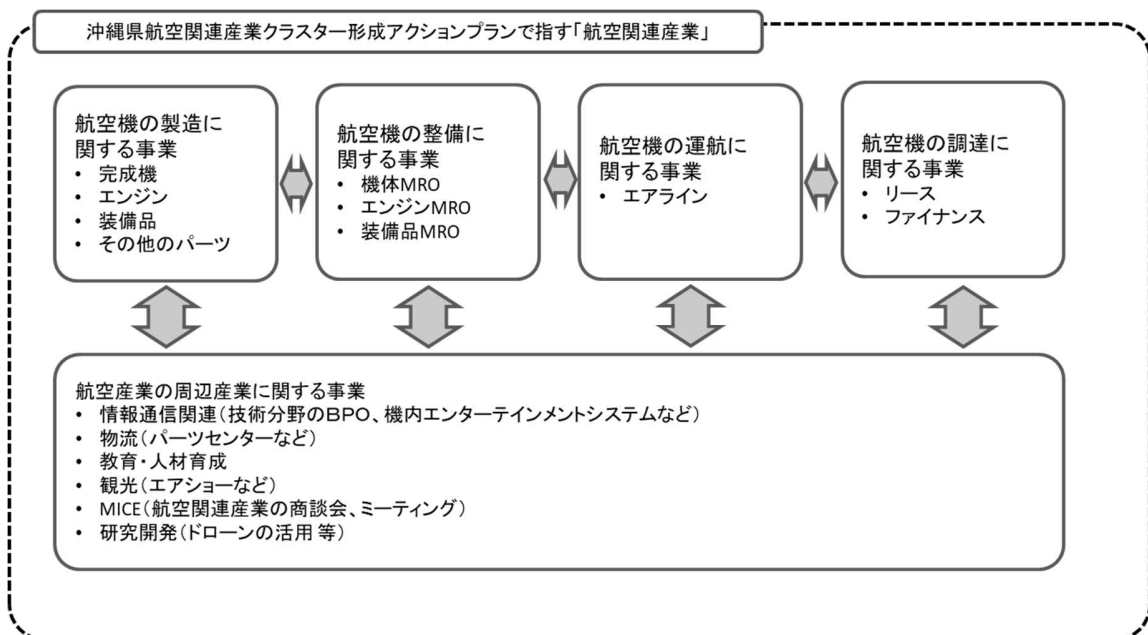 沖縄県航空関連産業クラスター形成アクションプランで指す「航空関連産業」
航空機の製造に
関する事業
• 完成機
• エンジン
• 装備品
• その他のパーツ
航空機の整備に
関する事業
• 機体MRO
• エンジンMRO
• 装備品MRO
航空機の運航に
関する事業
• エアライン
航空機の調達に
関する事業
• リース
• ファイナンス
航空産業の周辺産業に関する事業
• 情報通信関連(技術分野のBPO、機内エンターテインメントシステムなど)
• 物流(パーツセンターなど)
• 教育・人材育成
• 観光(エアショーなど)
• MICE(航空関連産業の商談会、ミーティング)
• 研究開発(ドローンの活用 等)